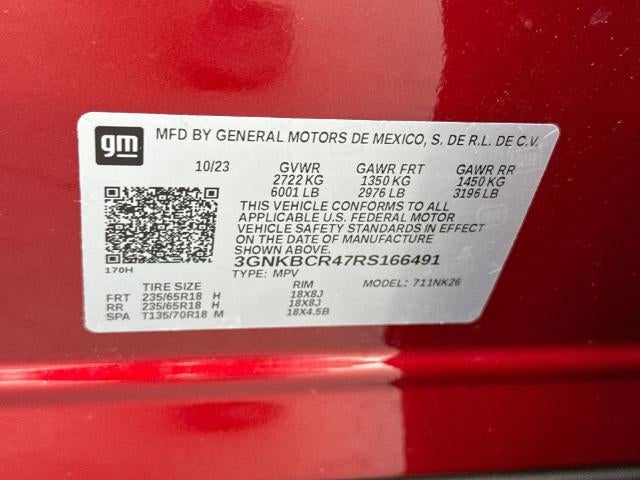 gm
MFD BY GENERAL MOTORS DE MEXICO, S. DE R.L. DE C.V.
10/23 GVWR GAWR FRT GAWR RR
2722 KG 1350 KG 1450 KG
6001 LB 2976 LB 3196 LB
THIS VEHICLE CONFORMS TO ALL
APPLICABLE U.S. FEDERAL MOTOR
VEHICLE SAFETY STANDARDS IN EFFECT
ON THE DATE OF MANUFACTURE
SHOWN ABOVE.
170H 3GNKBCR47RS166491
TYPE: MPV MODEL: 711NK26
TIRE SIZE RIM
FRT 235/65R18 H 18X8J
RR 235/65R18 H 18X8J
SPA T135/70R18 M 18X4.5B